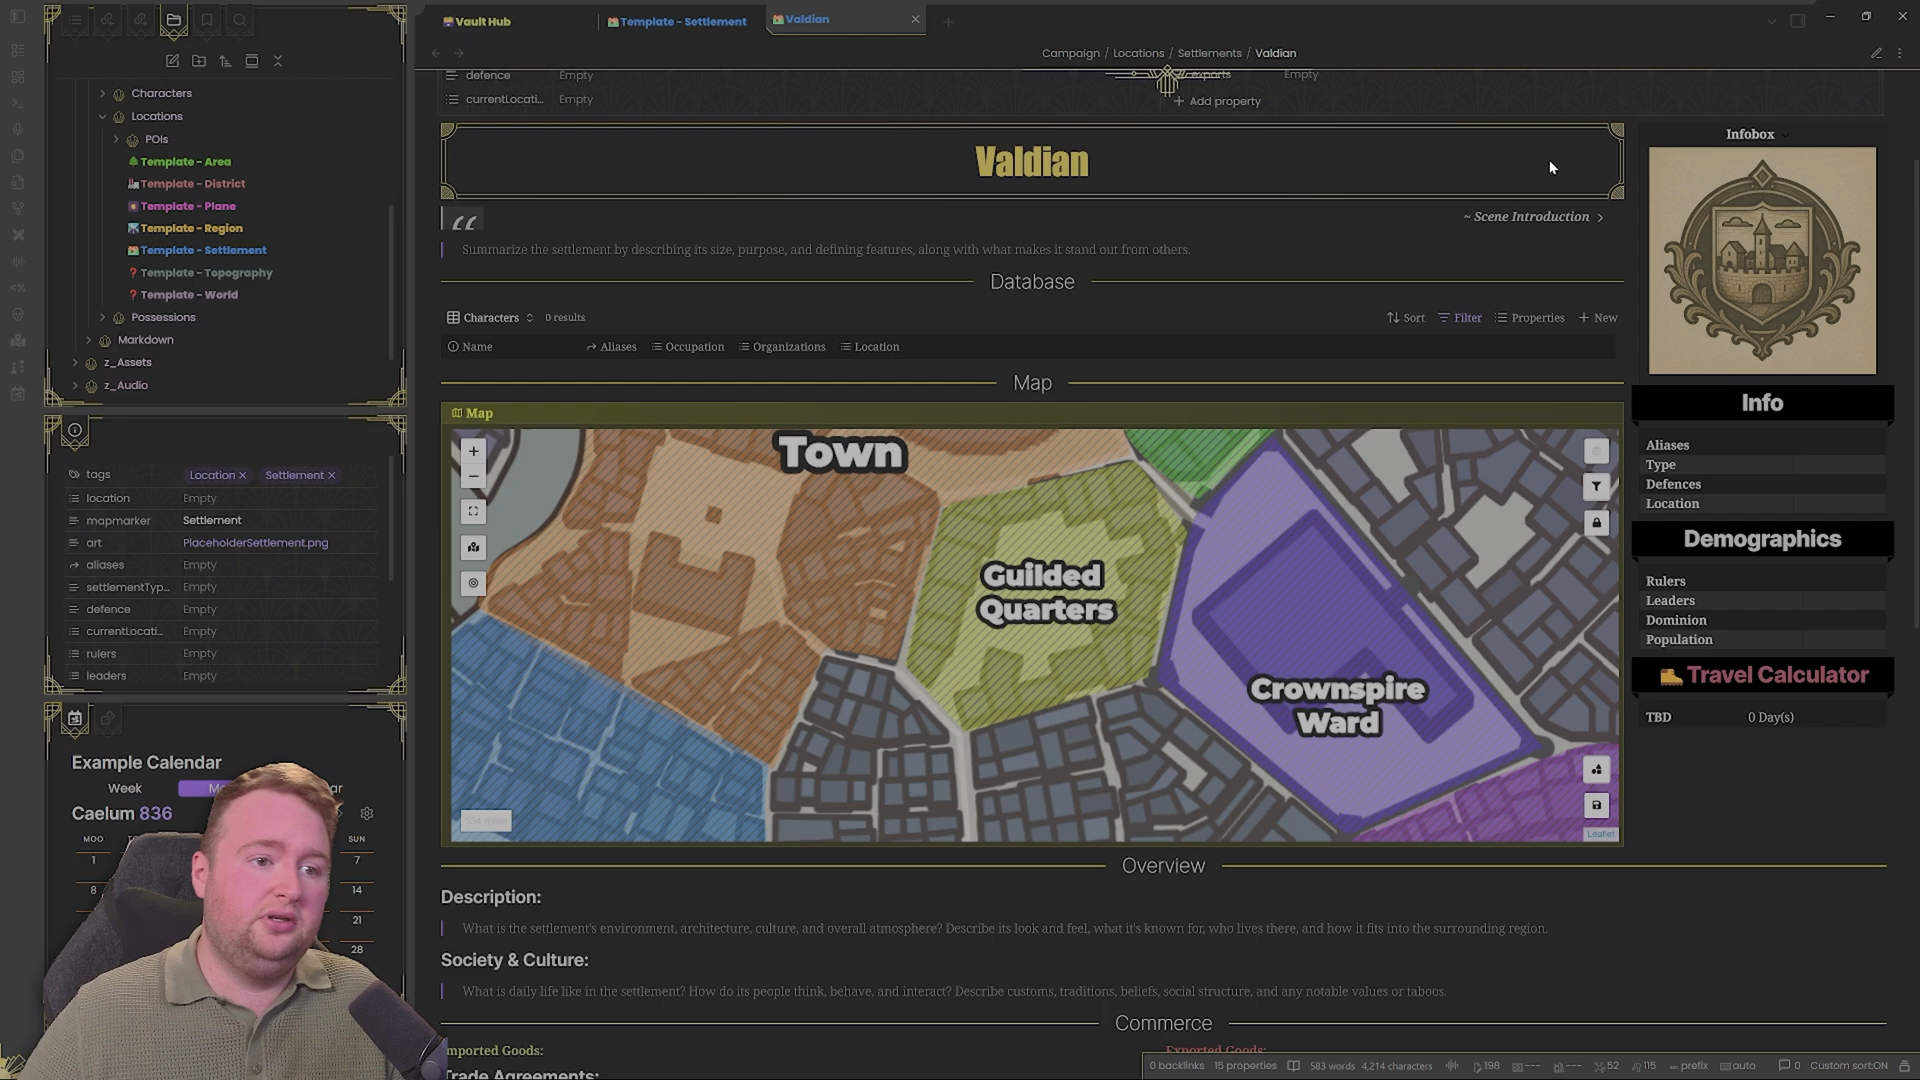 Vault Hub
Template - Settlement
Valdian
Campaign / Locations / Settlements / Valdian
Characters
Locations
POIs
Template - Area
Template - District
Template - Plane
Template - Region
Template - Settlement
Template - Topography
Template - World
Possessions
Markdown
z_Assets
z_Audio
tags Location Settlement
location Empty
mapmarker Settlement
art PlaceholderSettlement.png
aliases Empty
settlementTyp... Empty
defence Empty
currentLocati... Empty
rulers Empty
leaders Empty
Example Calendar
Week
Caelum 836
MOO SUN
1 7
8 14
21
28
defence Empty exports Empty
currentLocati... Empty
Add property
Valdian
~ Scene Introduction
Summarize the settlement by describing its size, purpose, and defining features, along with what makes it stand out from others.
Database
Characters 0 results Sort Filter Properties New
Name Aliases Occupation Organizations Location
Map
Map
Town
Guilded
Quarters
Crownspire
Ward
Leaflet
Overview
Description:
What is the settlement's environment, architecture, culture, and overall atmosphere? Describe its look and feel, what it's known for, who lives there, and how it fits into the surrounding region.
Society & Culture:
What is daily life like in the settlement? How do its people think, behave, and interact? Describe customs, traditions, beliefs, social structure, and any notable values or taboos.
Commerce
mported Goods: Exported Goods:
Trade Agreements:
Infobox
Info
Aliases
Type
Defences
Location
Demographics
Rulers
Leaders
Dominion
Population
Travel Calculator
TBD 0 Day(s)
0 backlinks 15 properties 583 words 4,214 characters 198 --- --- 52 115 prefix auto 0 Custom sort:ON